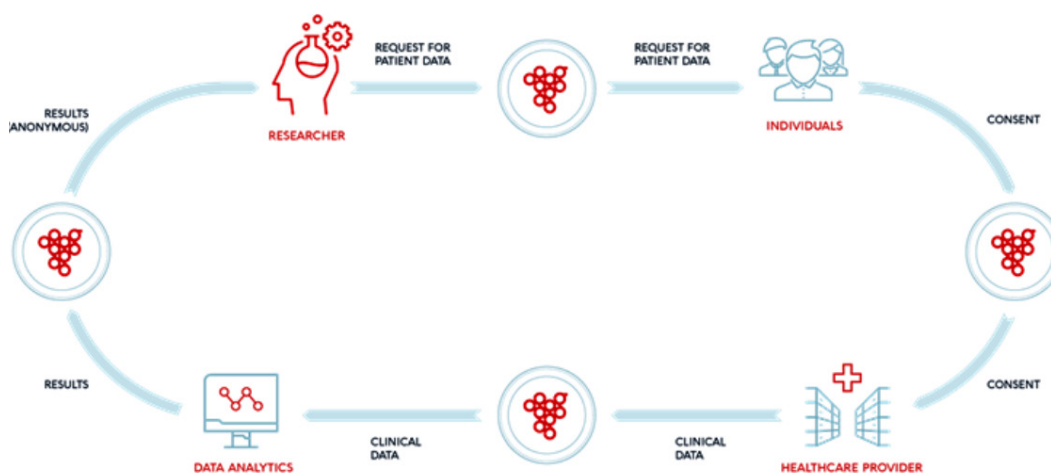 REQUEST FOR
PATIENT DATA
REQUEST FOR
PATIENT DATA
RESEARCHER
INDIVIDUALS
RESULTS
(ANONYMOUS)
CONSENT
RESULTS
CONSENT
DATA ANALYTICS
CLINICAL
DATA
CLINICAL
DATA
HEALTHCARE PROVIDER